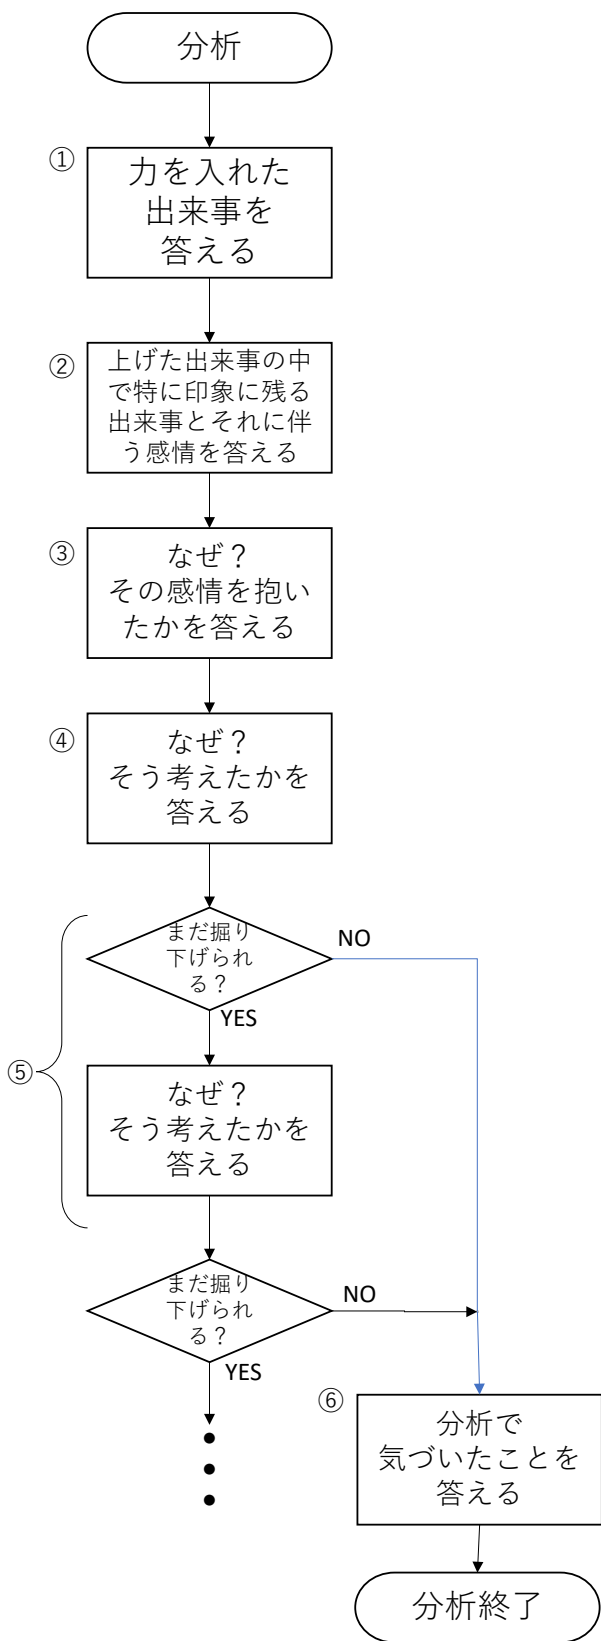 分析
①
力を入れた
出来事を
答える
②
上げた出来事の中
で特に印象に残る
出来事とそれに伴
う感情を答える
③
なぜ？
その感情を抱い
たかを答える
④
なぜ？
そう考えたかを
答える
まだ掘り
下げられ
る？
NO
YES
⑤
なぜ？
そう考えたかを
答える
まだ掘り
下げられ
る？
NO
YES
⑥
分析で
気づいたことを
答える
分析終了